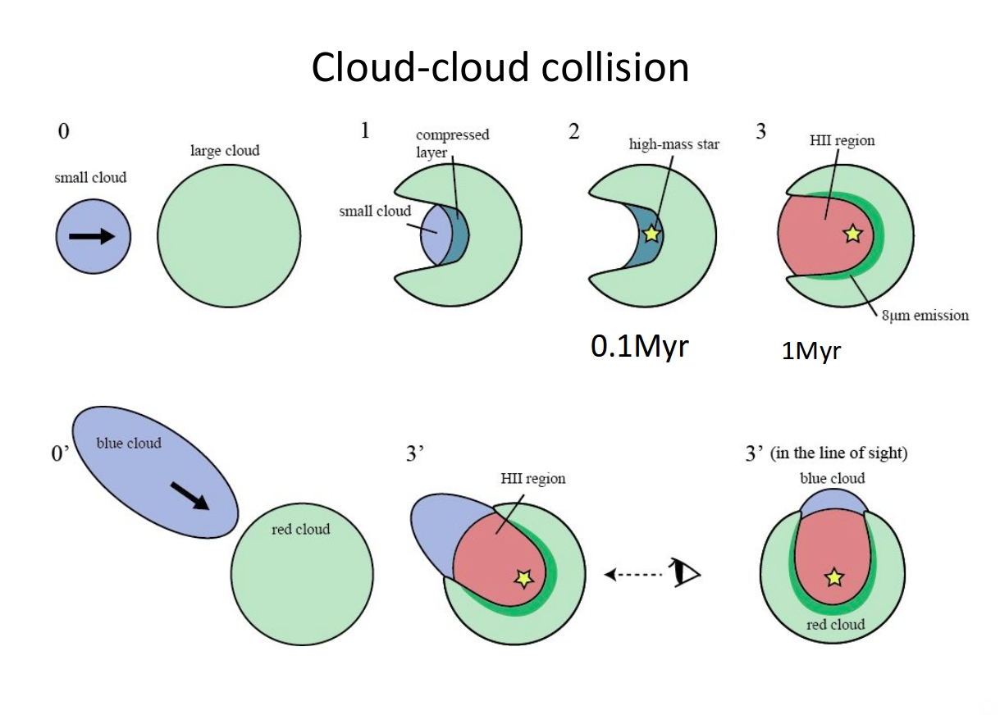 Cloud-cloud collision
0
large cloud
small cloud
1
compressed
layer
small cloud
2
high-mass star
0.1Myr
3
HII region
8μm emission
1Myr
0’
blue cloud
red cloud
3’
HII region
3’ (in the line of sight)
blue cloud
red cloud